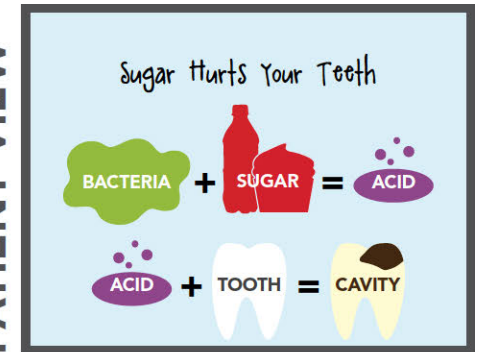 Sugar Hurts Your Teeth
BACTERIA + SUGAR = ACID
ACID + TOOTH = CAVITY